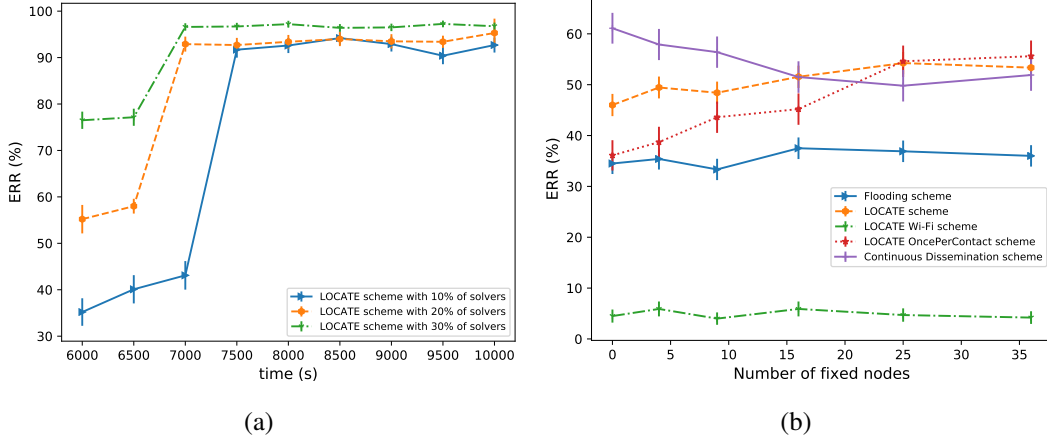 100
90
80
70
60
50
40
30
ERR (%)
6000 6500 7000 7500 8000 8500 9000 9500 10000
time (s)
LOCATE scheme with 10% of solvers
LOCATE scheme with 20% of solvers
LOCATE scheme with 30% of solvers
(a)
60
50
40
30
20
10
0
ERR (%)
0 5 10 15 20 25 30 35
Number of fixed nodes
Flooding scheme
LOCATE scheme
LOCATE Wi-Fi scheme
LOCATE OncePerContact scheme
Continuous Dissemination scheme
(b)